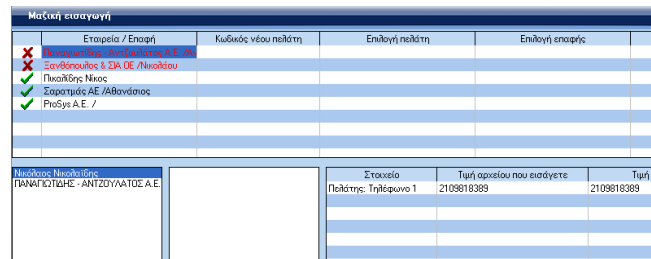 Μαζική εισαγωγή
Εταιρεία / Επαφή Κωδικός νέου πελάτη Επιλογή πελάτη Επιλογή επαφής
Παναγιωτίδης - Αντζουλάτος Α.Ε. /Νι
Ξανθόπουλος & ΣΙΑ ΟΕ /Νικολάου
Πικαλίδης Νίκος
Σαρατμάς ΑΕ /Αθανάσιος
ProSys A.E. /
Νικόλαος Νικολαΐδης
ΠΑΝΑΓΙΩΤΙΔΗΣ - ΑΝΤΖΟΥΛΑΤΟΣ Α.Ε.
Στοιχείο Τιμή αρχείου που εισάγετε Τιμή
Πελάτης: Τηλέφωνο 1 2109818389 2109818389